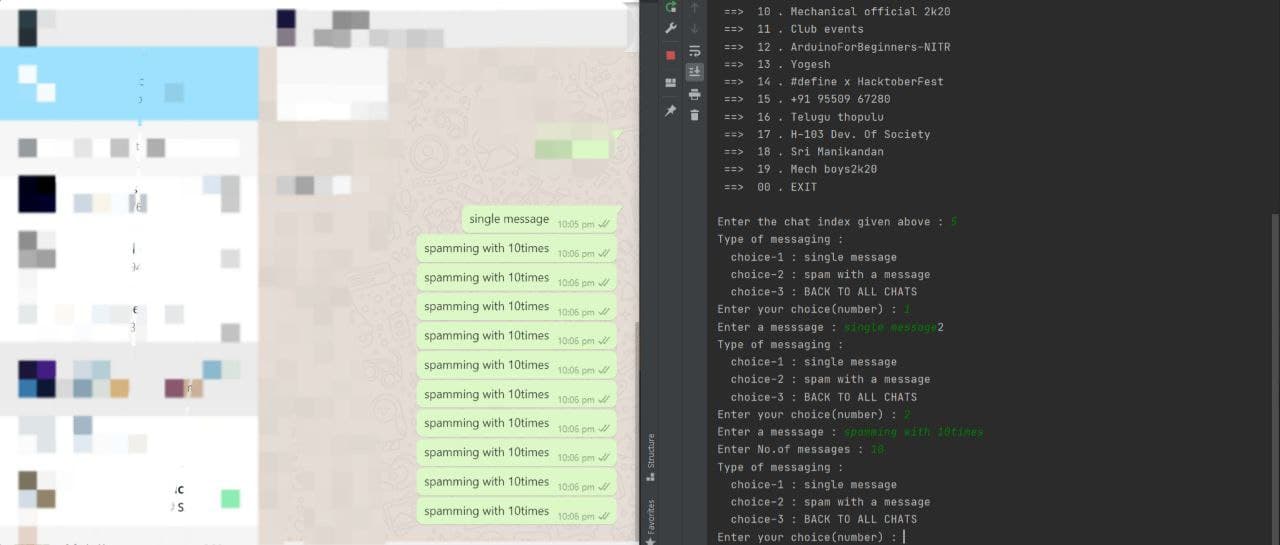 single message 10:05 pm
spamming with 10times 10:06 pm
spamming with 10times 10:06 pm
spamming with 10times 10:06 pm
spamming with 10times 10:06 pm
spamming with 10times 10:06 pm
spamming with 10times 10:06 pm
spamming with 10times 10:06 pm
spamming with 10times 10:06 pm
spamming with 10times 10:06 pm
spamming with 10times 10:06 pm
Structure
Favorites
==> 10 . Mechanical official 2k20
==> 11 . Club events
==> 12 . ArduinoForBeginners-NITR
==> 13 . Yogesh
==> 14 . #define x HacktoberFest
==> 15 . +91 95509 67280
==> 16 . Telugu thopulu
==> 17 . H-103 Dev. Of Society
==> 18 . Sri Manikandan
==> 19 . Mech boys2k20
==> 00 . EXIT
Enter the chat index given above : 5
Type of messaging :
choice-1 : single message
choice-2 : spam with a message
choice-3 : BACK TO ALL CHATS
Enter your choice(number) : 1
Enter a messsage : single message2
Type of messaging :
choice-1 : single message
choice-2 : spam with a message
choice-3 : BACK TO ALL CHATS
Enter your choice(number) : 2
Enter a messsage : spamming with 10times
Enter No.of messages : 10
Type of messaging :
choice-1 : single message
choice-2 : spam with a message
choice-3 : BACK TO ALL CHATS
Enter your choice(number) :